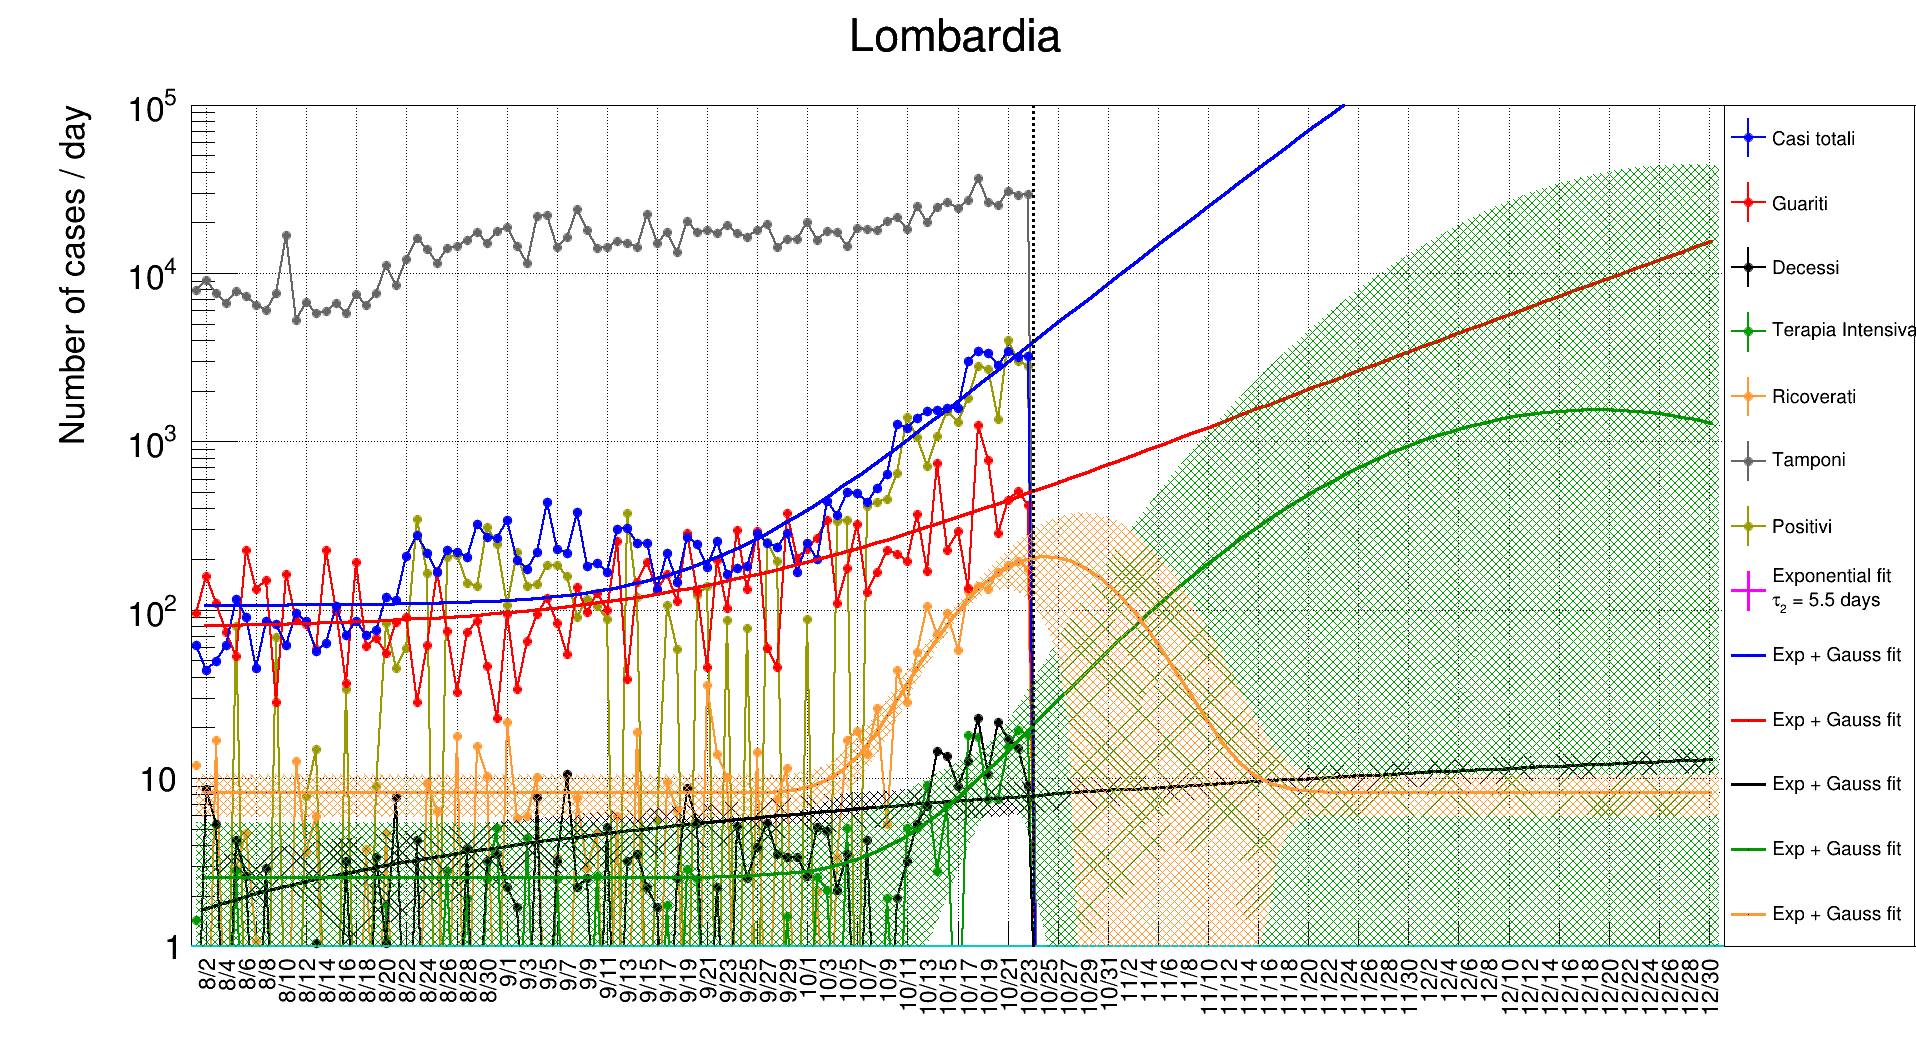 Lombardia
Number of cases / day
10^5
10^4
10^3
10^2
10
1
8/2 8/4 8/6 8/8 8/10 8/12 8/14 8/16 8/18 8/20 8/22 8/24 8/26 8/28 8/30 9/1 9/3 9/5 9/7 9/9 9/11 9/13 9/15 9/17 9/19 9/21 9/23 9/25 9/27 9/29 10/1 10/3 10/5 10/7 10/9 10/11 10/13 10/15 10/17 10/19 10/21 10/23 10/25 10/27 10/29 10/31 11/2 11/4 11/6 11/8 11/10 11/12 11/14 11/16 11/18 11/20 11/22 11/24 11/26 11/28 11/30 12/2 12/4 12/6 12/8 12/10 12/12 12/14 12/16 12/18 12/20 12/22 12/24 12/26 12/28 12/30
Casi totali
Guariti
Decessi
Terapia Intensiva
Ricoverati
Tamponi
Positivi
Exponential fit
τ2 = 5.5 days
Exp + Gauss fit
Exp + Gauss fit
Exp + Gauss fit
Exp + Gauss fit
Exp + Gauss fit